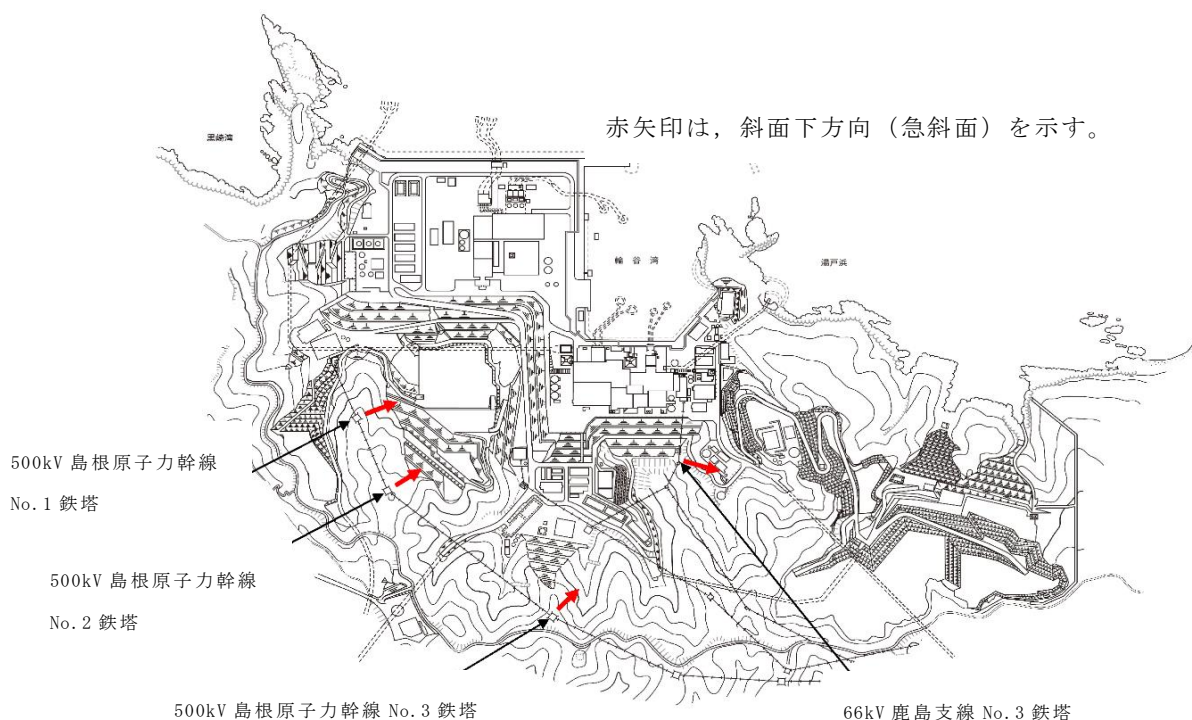 赤矢印は，斜面下方向（急斜面）を示す。
輪谷湾
500kV 島根原子力幹線
No.1 鉄塔
500kV 島根原子力幹線
No.2 鉄塔
500kV 島根原子力幹線 No.3 鉄塔
66kV 鹿島支線 No.3 鉄塔